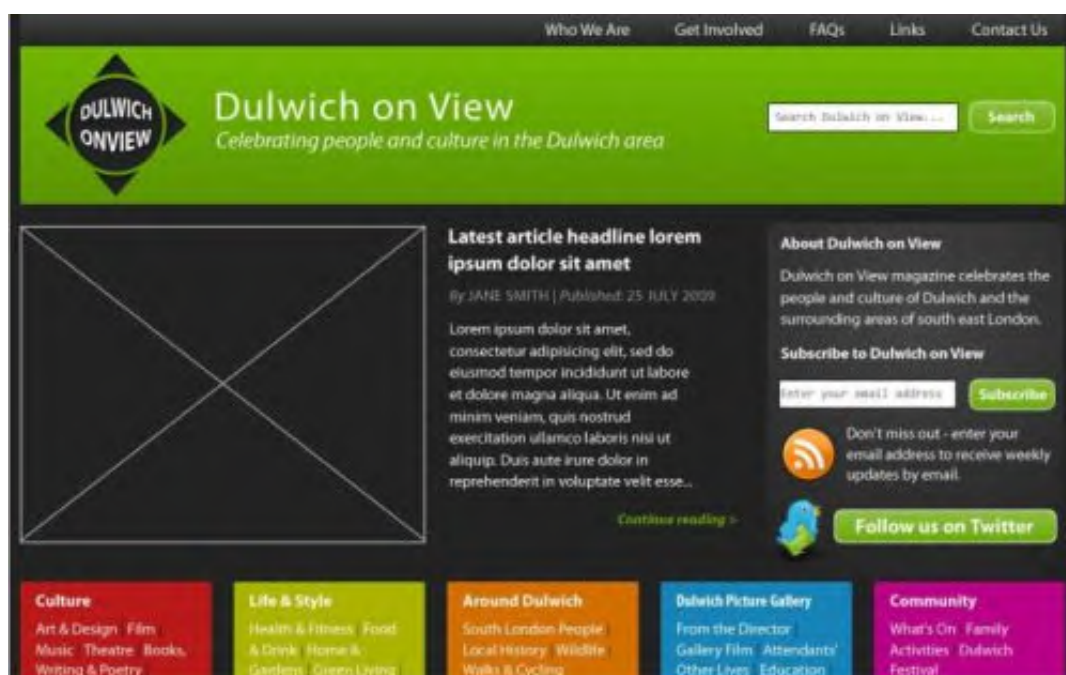 Who We Are Get Involved FAQs Links Contact Us
DULWICH
ONVIEW
Dulwich on View
Celebrating people and culture in the Dulwich area
Search Dulwich on View... Search
Latest article headline lorem
ipsum dolor sit amet
By JANE SMITH | Published: 25 JULY 2009
Lorem ipsum dolor sit amet,
consectetur adipisicing elit, sed do
eiusmod tempor incididunt ut labore
et dolore magna aliqua. Ut enim ad
minim veniam, quis nostrud
exercitation ullamco laboris nisi ut
aliquip. Duis aute irure dolor in
reprehenderit in voluptate velit esse...
Continue reading >
About Dulwich on View
Dulwich on View magazine celebrates the
people and culture of Dulwich and the
surrounding areas of south east London.
Subscribe to Dulwich on View
Enter your email address Subscribe
Don't miss out - enter your
email address to receive weekly
updates by email.
Follow us on Twitter
Culture
Art & Design Film
Music Theatre Books,
Writing & Poetry
Life & Style
Health & Fitness Food
& Drink Home &
Gardens Green Living
Around Dulwich
South London People
Local History Wildlife
Walks & Cycling
Dulwich Picture Gallery
From the Director
Gallery Film Attendants'
Other Lives Education
Community
What's On Family
Activities Dulwich
Festival